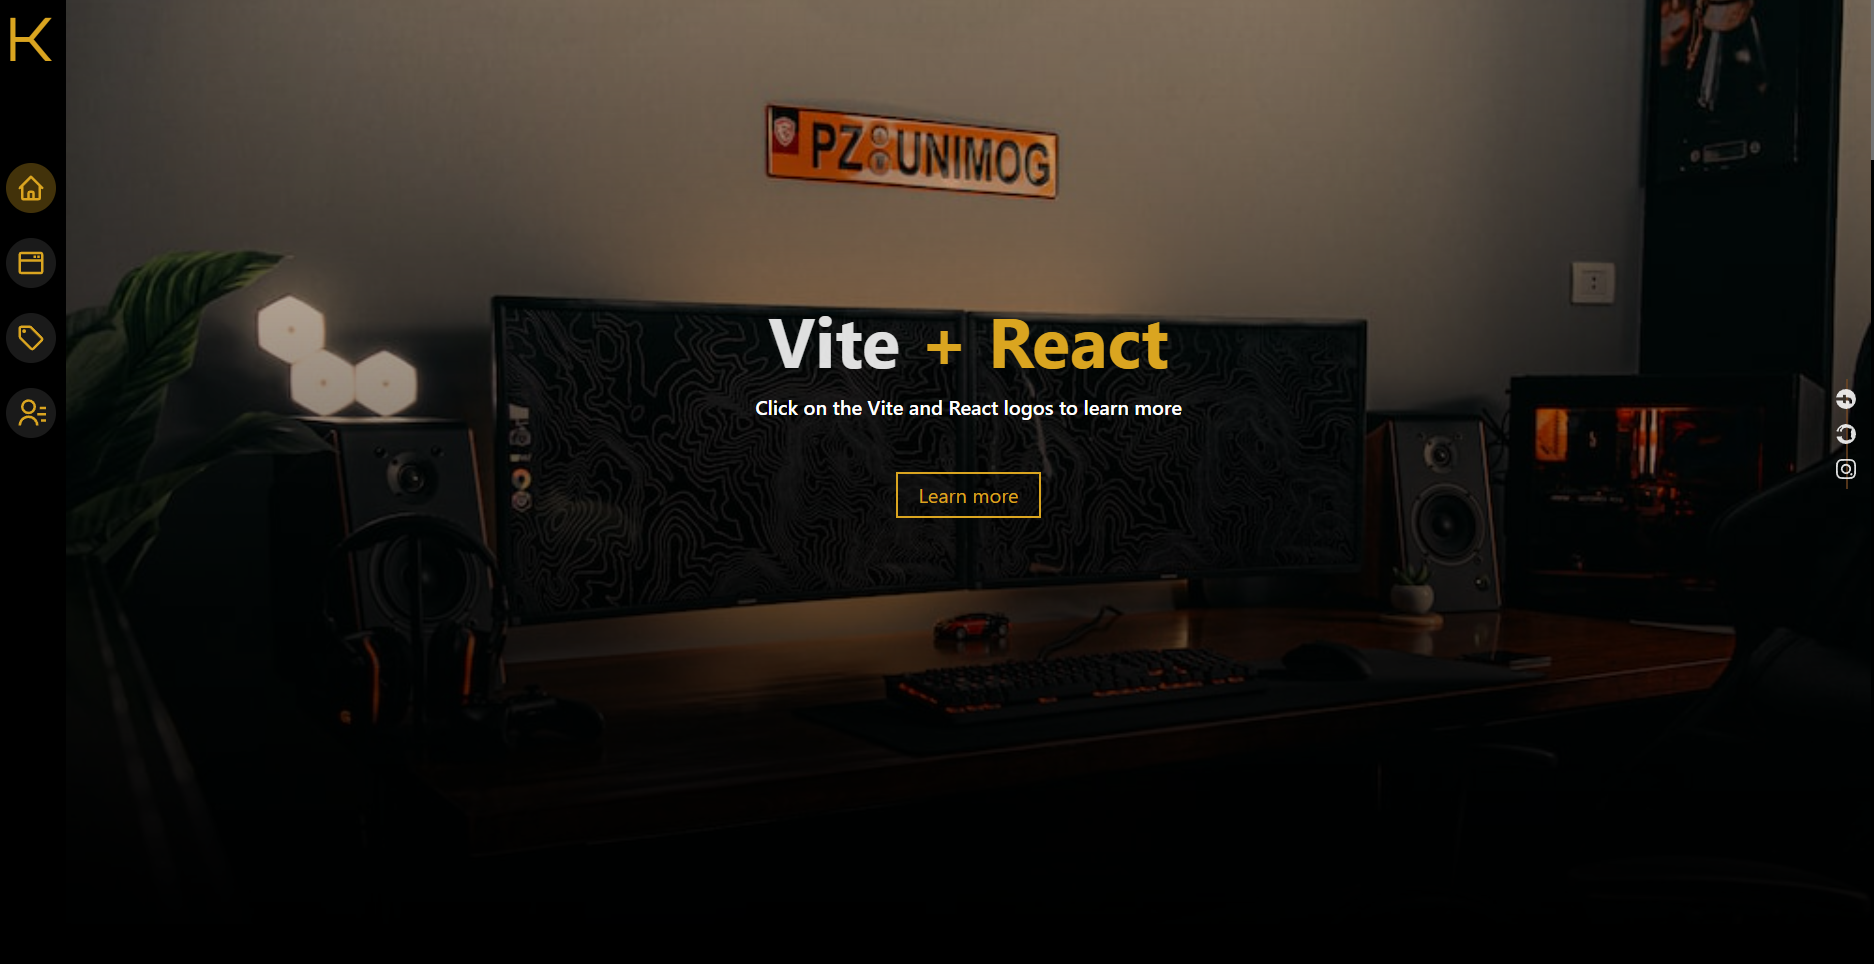 K
PZ UNIMOG
Vite + React
Click on the Vite and React logos to learn more
Learn more